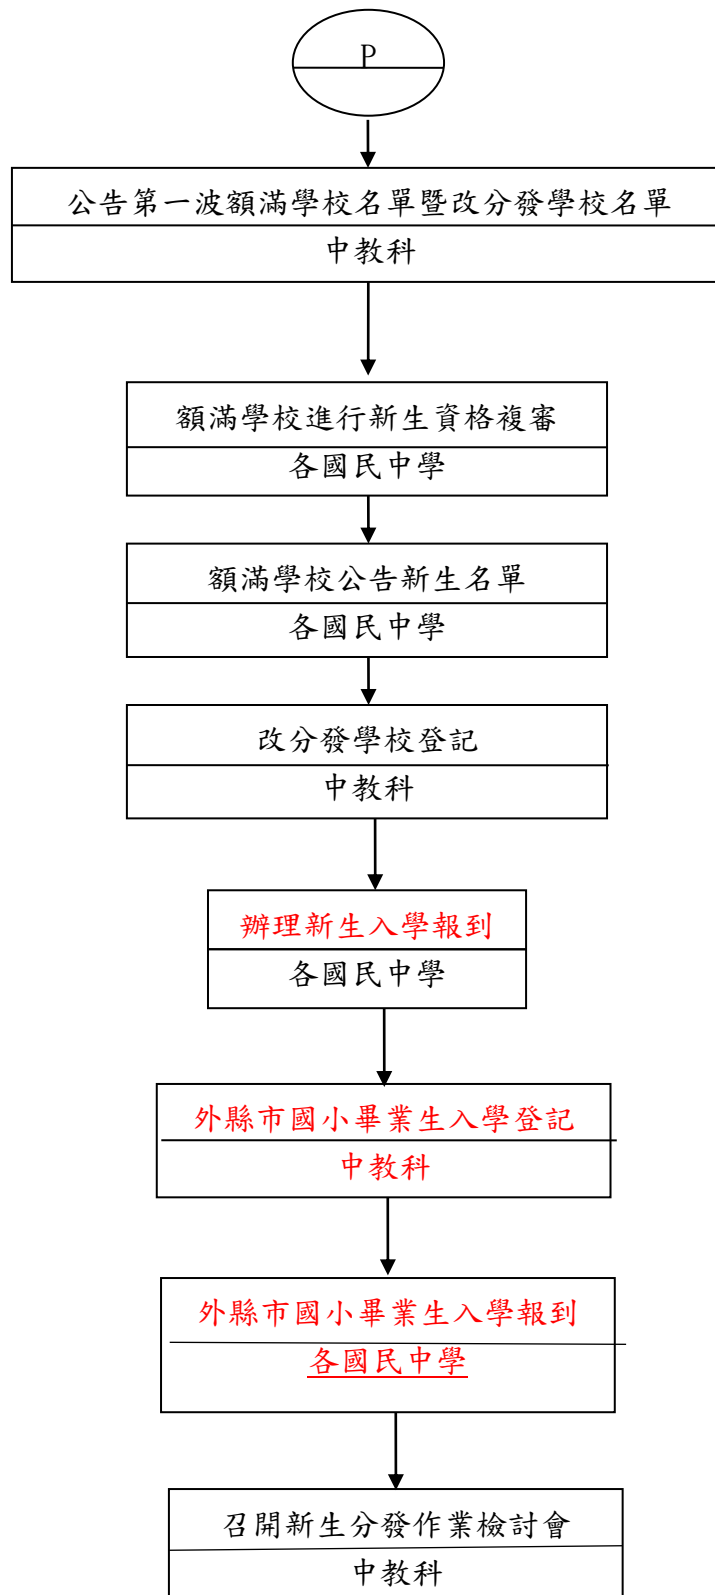 P
公告第一波額滿學校名單暨改分發學校名單
中教科
額滿學校進行新生資格複審
各國民中學
額滿學校公告新生名單
各國民中學
改分發學校登記
中教科
辦理新生入學報到
各國民中學
外縣市國小畢業生入學登記
中教科
外縣市國小畢業生入學報到
各國民中學
召開新生分發作業檢討會
中教科